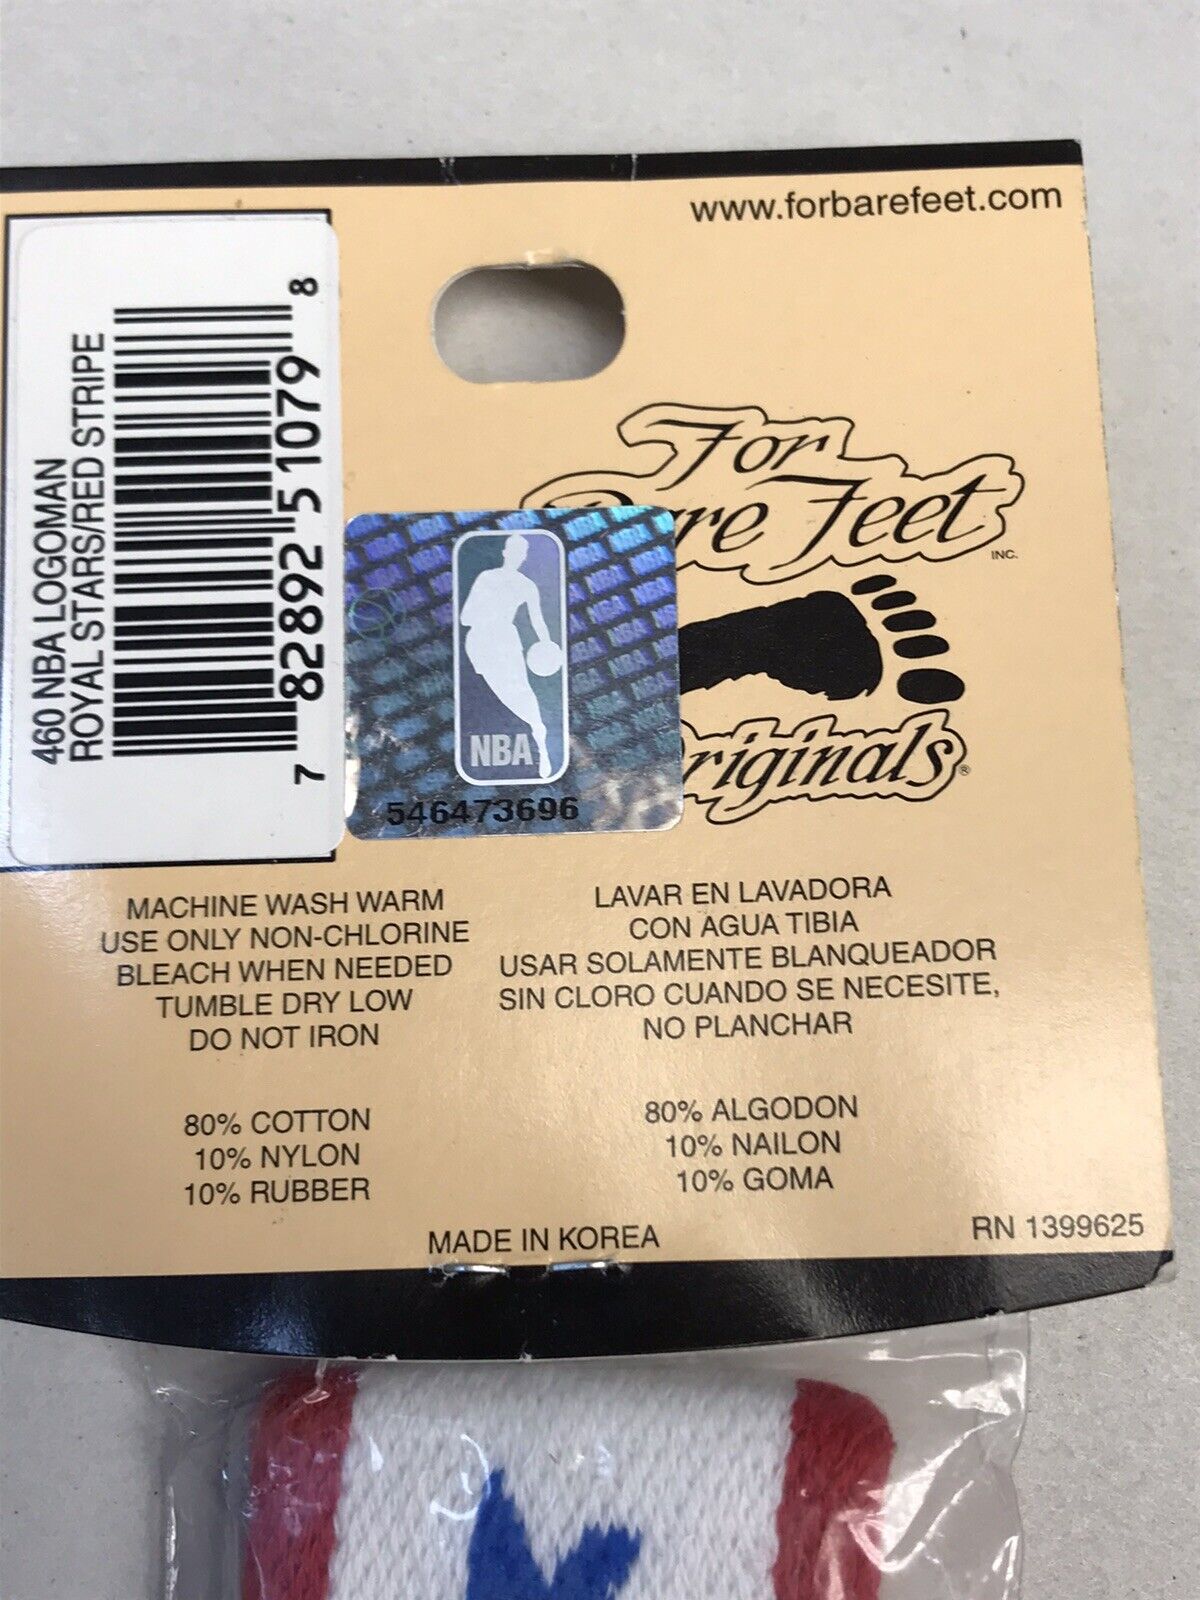 www.forbarefeet.com
460 NBA LOGOMAN
ROYAL STARS/RED STRIPE
7 82892 51079 8
For
Feet
INC.
NBA
546473696
MACHINE WASH WARM
USE ONLY NON-CHLORINE
BLEACH WHEN NEEDED
TUMBLE DRY LOW
DO NOT IRON
LAVAR EN LAVADORA
CON AGUA TIBIA
USAR SOLAMENTE BLANQUEADOR
SIN CLORO CUANDO SE NECESITE,
NO PLANCHAR
80% COTTON
10% NYLON
10% RUBBER
80% ALGODON
10% NAILON
10% GOMA
MADE IN KOREA
RN 1399625